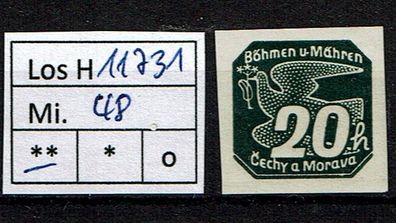 Los H 11731
Mi. 48
** * o
Böhmen u. Mähren
20 h
Čechy a Morava